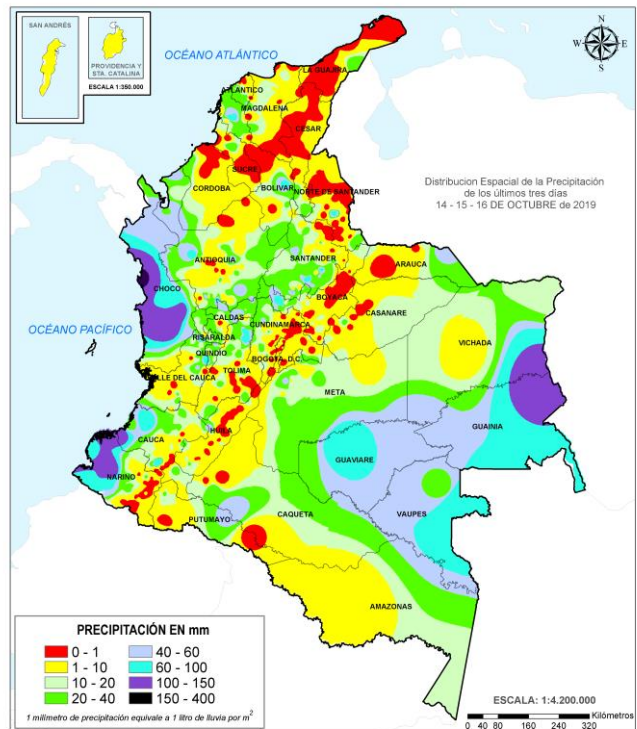 SAN ANDRÉS
PROVIDENCIA Y
STA. CATALINA
ESCALA 1:350.000
OCÉANO ATLÁNTICO
N
W
E
S
LA GUAJIRA
ATLANTICO
MAGDALENA
CESAR
SUCRE
CORDOBA
BOLIVAR
NORTE DE SANTANDER
Distribucion Espacial de la Precipitación
de los últimos tres días
14 - 15 - 16 DE OCTUBRE de 2019
ANTIOQUIA
SANTANDER
ARAUCA
CHOCO
BOYACA
CASANARE
OCÉANO PACÍFICO
CALDAS
CUNDINAMARCA
RISARALDA
VICHADA
QUINDIO
BOGOTA, D.C.
VALLE DEL CAUCA
TOLIMA
META
GUAINIA
CAUCA
HUILA
GUAVIARE
NARIÑO
CAQUETA
VAUPES
PUTUMAYO
AMAZONAS
PRECIPITACIÓN EN mm
0 - 1
40 - 60
1 - 10
60 - 100
10 - 20
100 - 150
20 - 40
150 - 400
1 milimetro de precipitación equivale a 1 litro de lluvia por m2
ESCALA: 1:4.200.000
Kilómetros
0 40 80 160 240 320